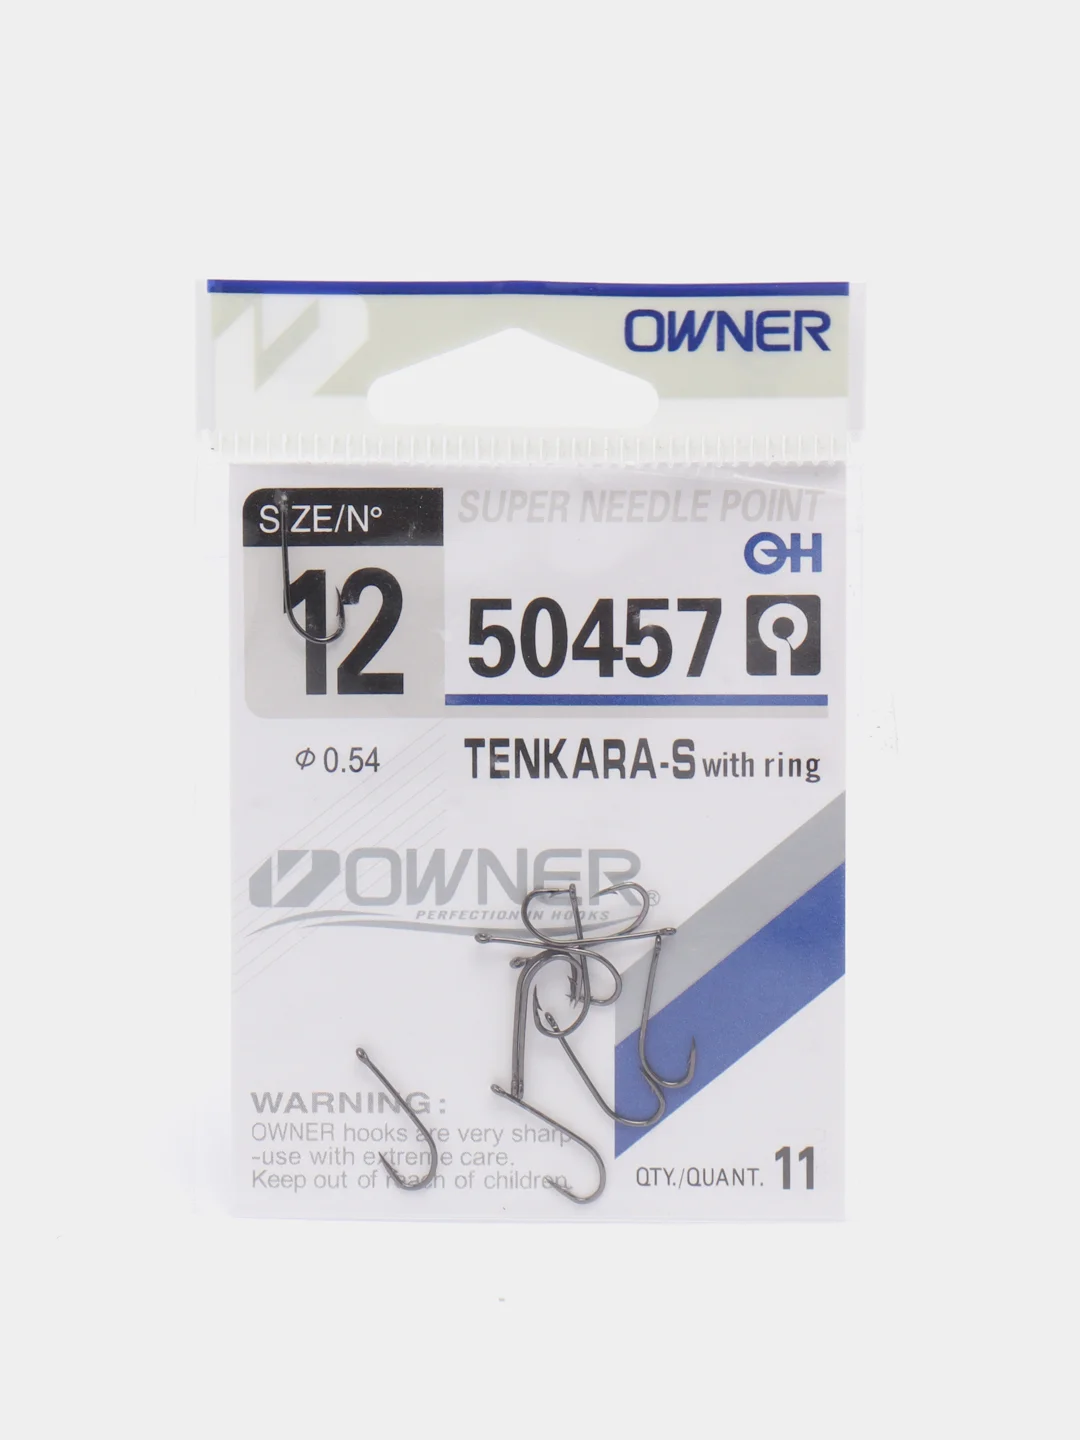 OWNER
SIZE/N°
SUPER NEEDLE POINT
12
50457
Φ 0.54
TENKARA-S with ring
OWNER®
PERFECTION IN HOOKS
WARNING:
OWNER hooks are very sharp
-use with extreme care.
Keep out of reach of children.
QTY./QUANT. 11